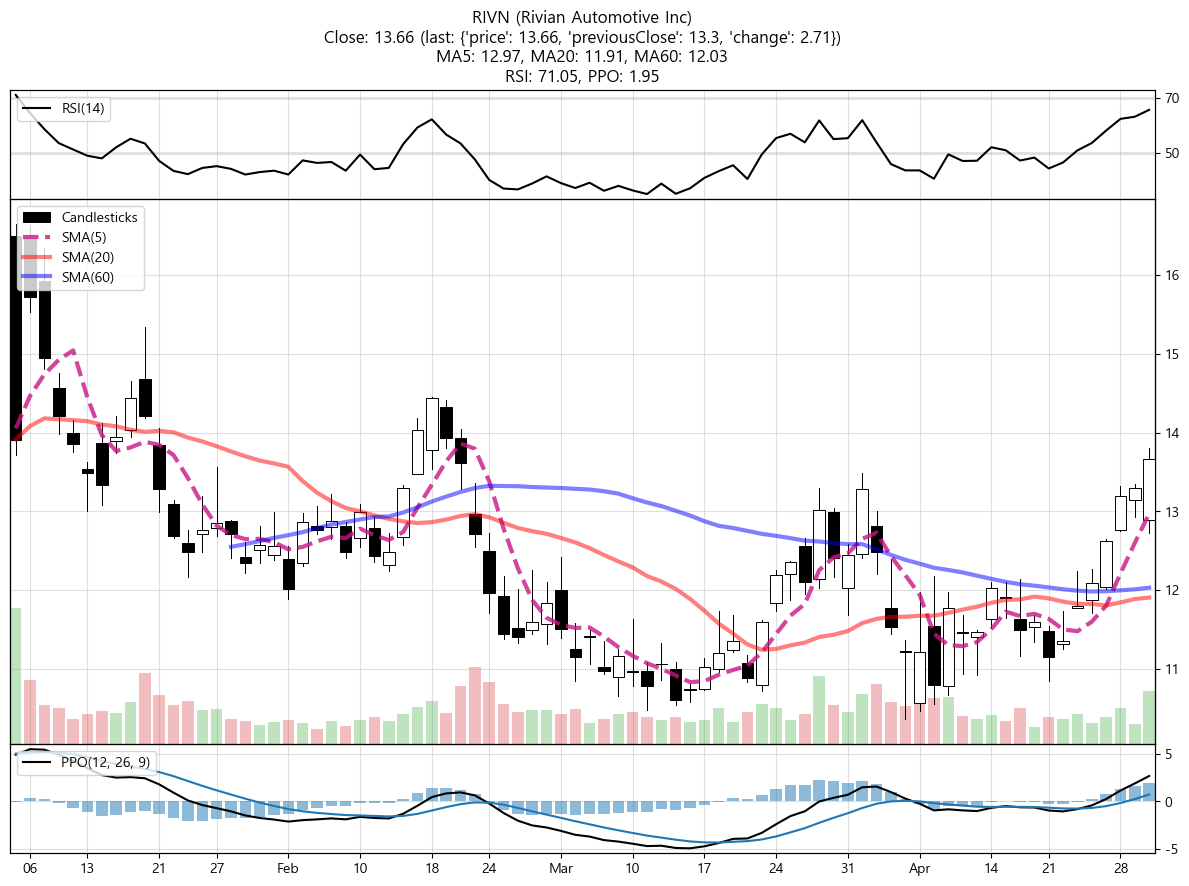 RIVN (Rivian Automotive Inc)
Close: 13.66 (last: {'price': 13.66, 'previousClose': 13.3, 'change': 2.71})
MA5: 12.97, MA20: 11.91, MA60: 12.03
RSI: 71.05, PPO: 1.95
RSI(14)
70
50
Candlesticks
SMA(5)
SMA(20)
SMA(60)
16
15
14
13
12
11
PPO(12, 26, 9)
5
0
-5
06 13 21 27 Feb 10 18 24 Mar 10 17 24 31 Apr 14 21 28